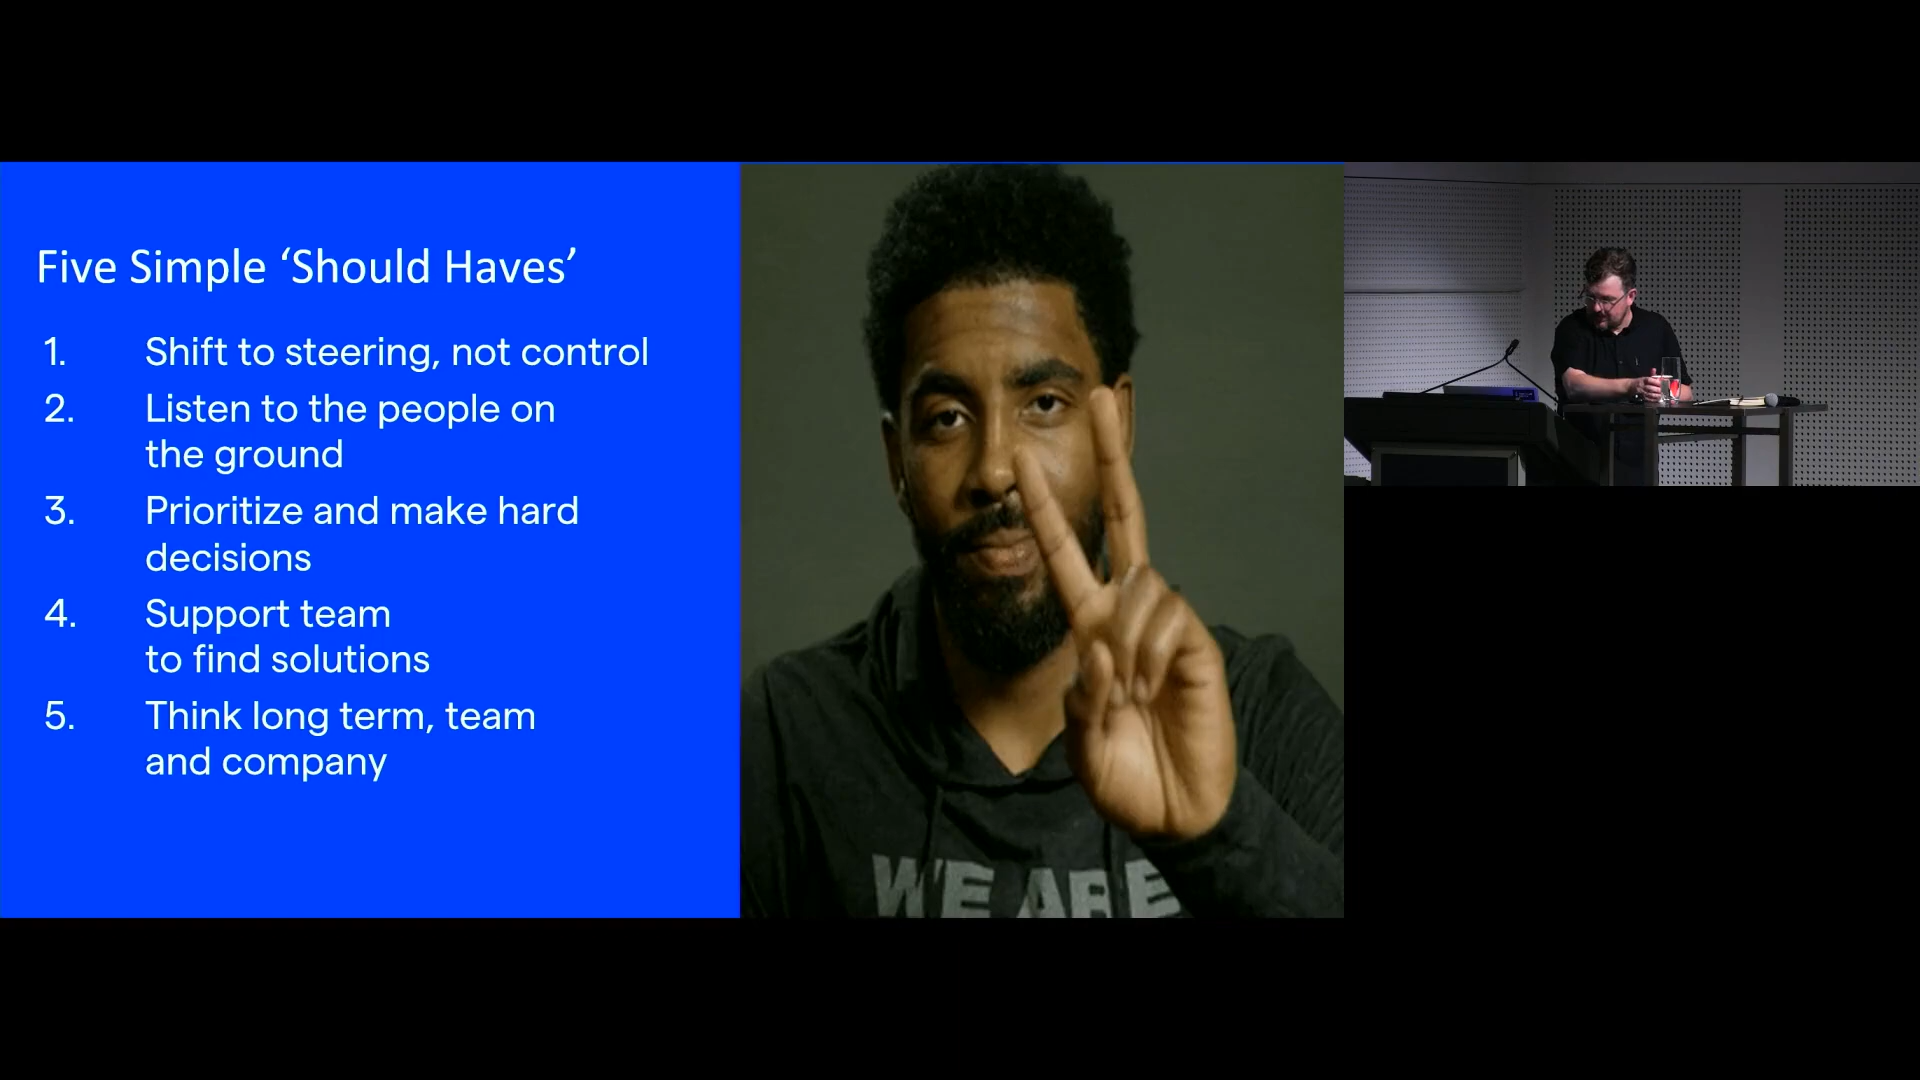 Five Simple ‘Should Haves’
1. Shift to steering, not control
2. Listen to the people on
the ground
3. Prioritize and make hard
decisions
4. Support team
to find solutions
5. Think long term, team
and company
WE ARE